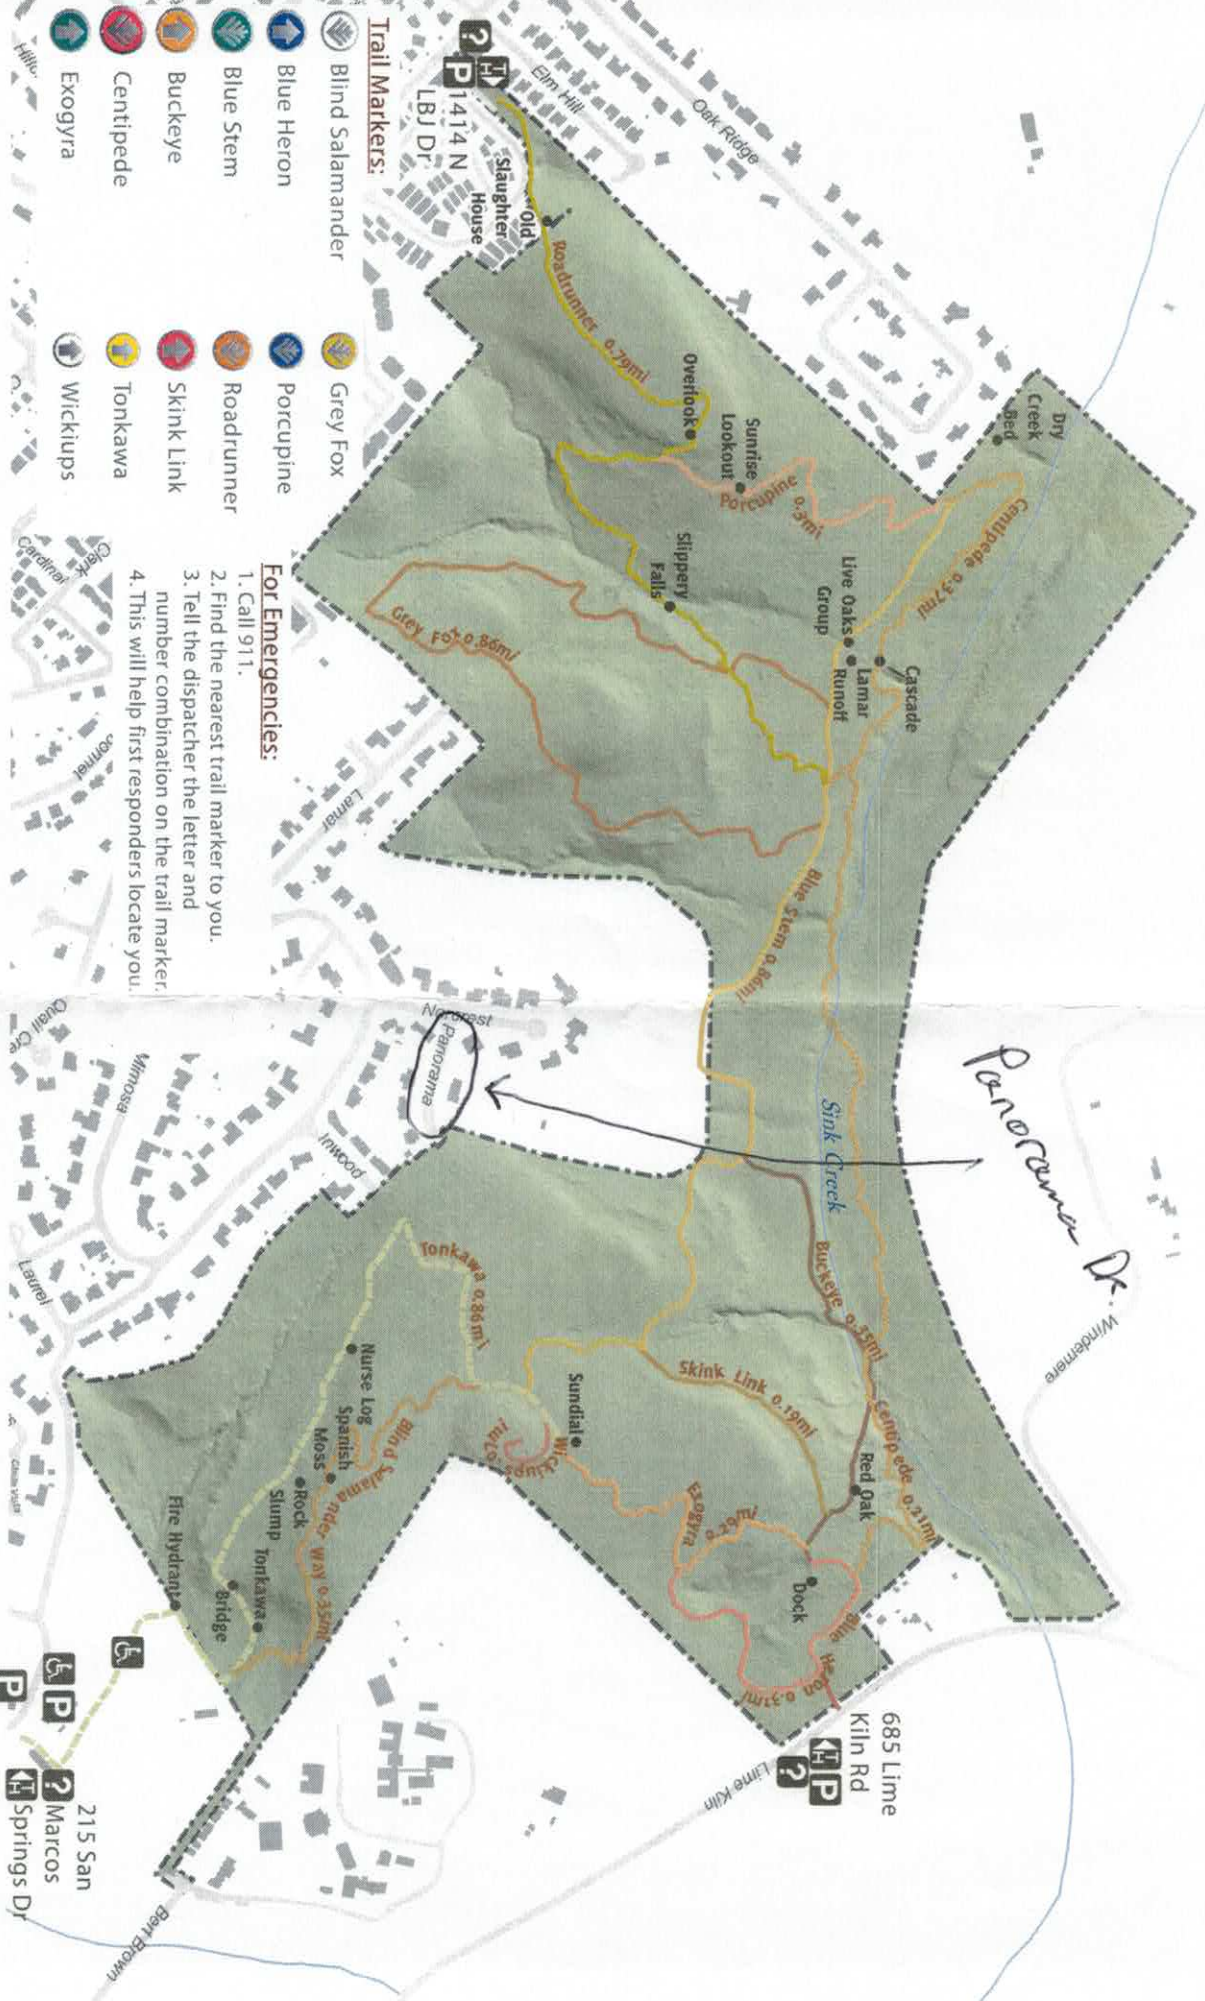 Panorama Dr.
Oak Ridge
Elm Hill
1414 N
LBJ Dr
Old
Slaughter
House
Roadrunner 0.79mi
Overlook
Sunrise
Lookout
Porcupine 0.3mi
Dry
Creek
Bed
Centipede 0.37mi
Live Oaks
Group
Lamar
Runoff
Cascade
Slippery
Falls
Grey Fox 0.86mi
Blue Stem 0.86mi
Sink Creek
Windemere
Buckeye 0.35mi
Centipede 0.21mi
Skink Link 0.19mi
Red Oak
Dock
Exogyra
0.29mi
Blue Heron 0.31mi
685 Lime
Kiln Rd
TH P
?
Lime Kiln
Sundial
Wickiups .07mi
Tonkawa 0.86mi
Nurse Log
Spanish
Moss
Blind Salamander Way 0.35mi
Rock
Slump
Tonkawa
Bridge
Fire Hydrant
P
P
215 San
Marcos
Springs Dr
?
TH
Bert Brown
Panorama
Norcrest
Inwood
Mimosa
Laurel
Lamar
Clark
Cardinal
TH
? P
Trail Markers:
Blind Salamander
Blue Heron
Blue Stem
Buckeye
Centipede
Exogyra
Grey Fox
Porcupine
Roadrunner
Skink Link
Tonkawa
Wickiups
For Emergencies:
1. Call 911.
2. Find the nearest trail marker to you.
3. Tell the dispatcher the letter and
number combination on the trail marker.
4. This will help first responders locate you.